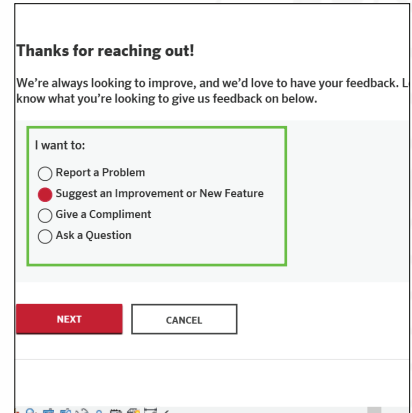 Thanks for reaching out!
We're always looking to improve, and we'd love to have your feedback. L
know what you're looking to give us feedback on below.
I want to:
Report a Problem
Suggest an Improvement or New Feature
Give a Compliment
Ask a Question
NEXT
CANCEL